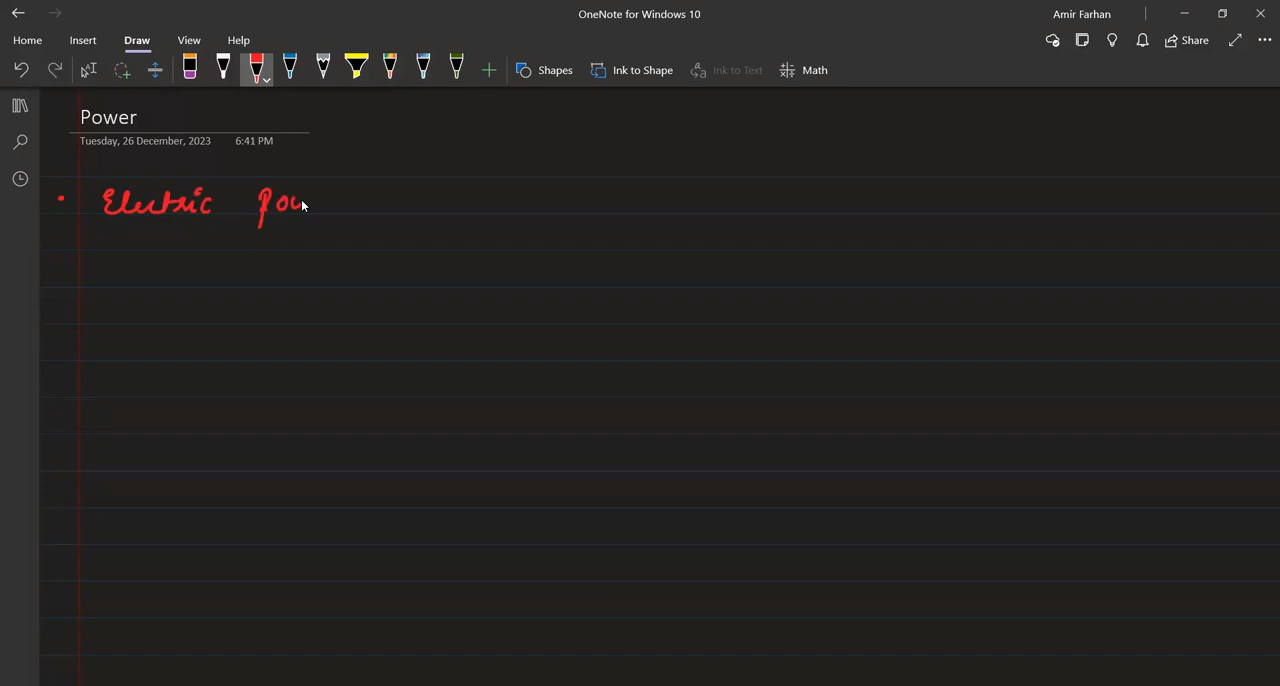 OneNote for Windows 10
Amir Farhan
Home Insert Draw View Help
Share
Shapes Ink to Shape Ink to Text Math
Power
Tuesday, 26 December, 2023 6:41 PM
• Electric Pow